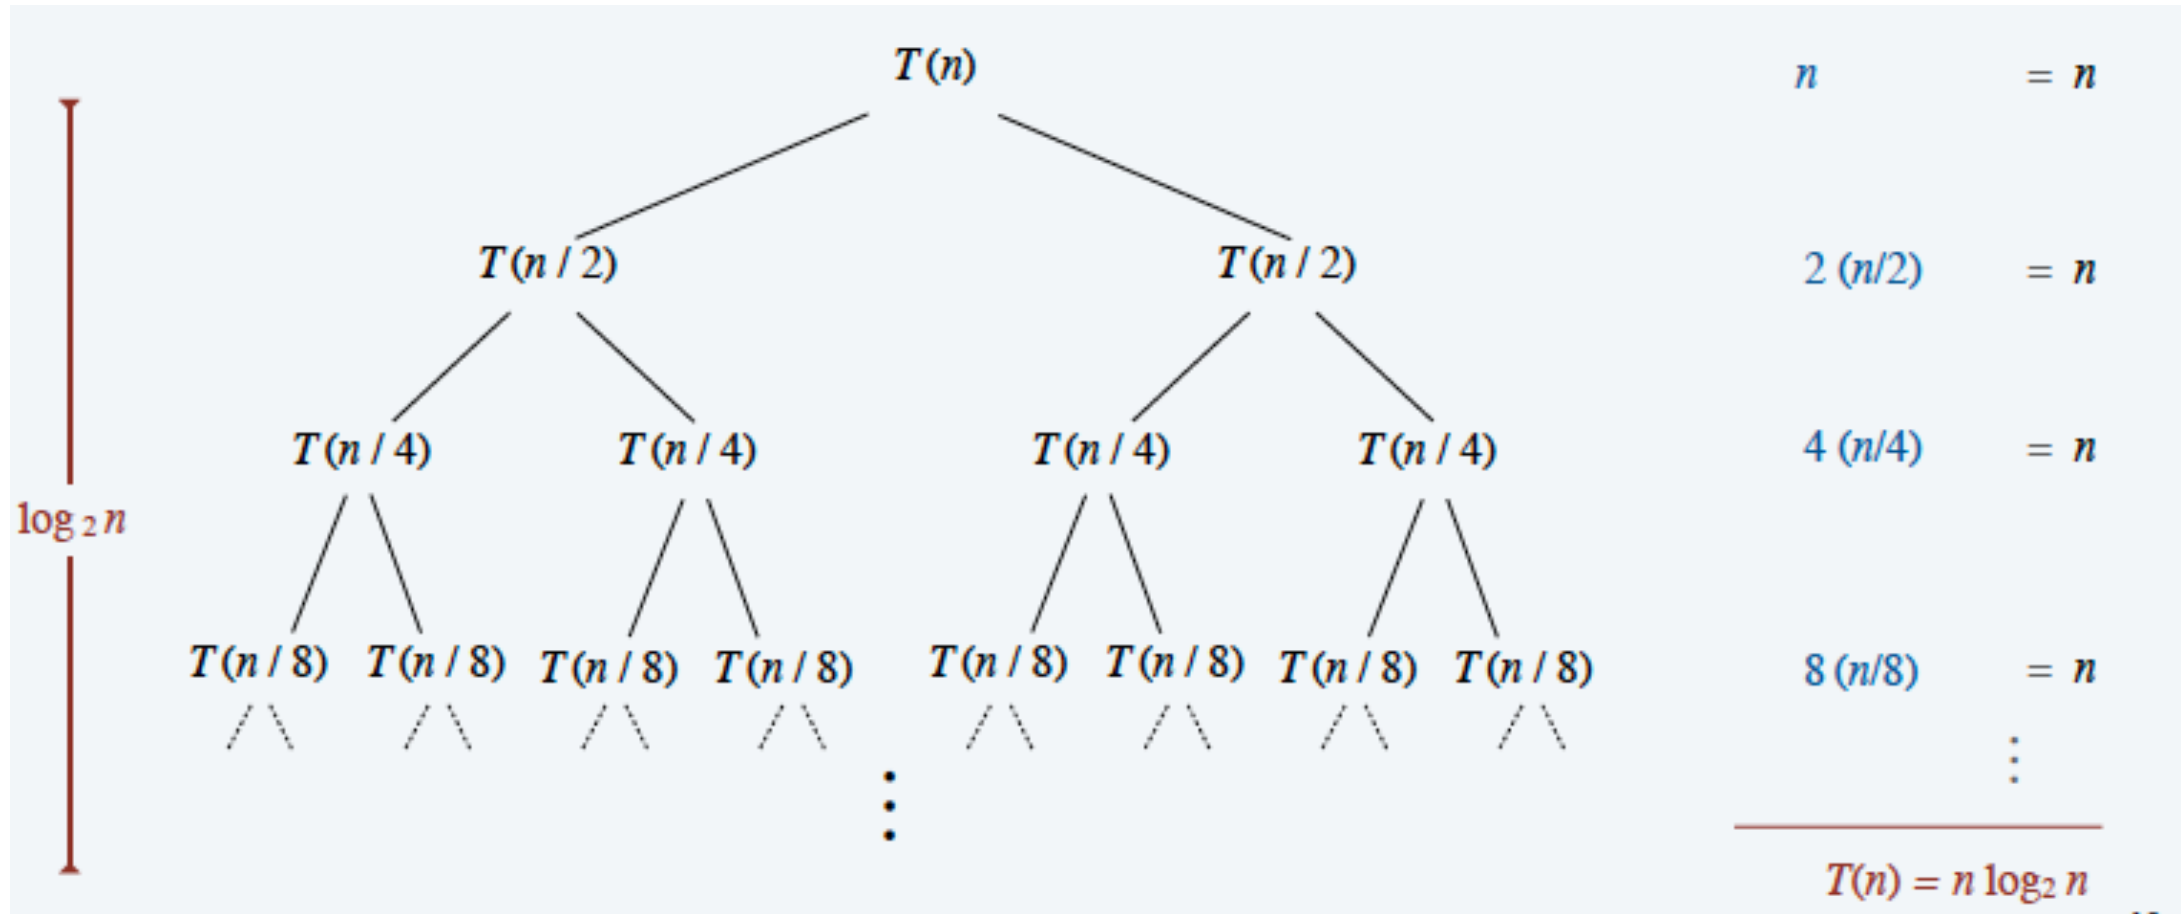 T(n) n = n
T(n / 2) T(n / 2) 2 (n/2) = n
T(n / 4) T(n / 4) T(n / 4) T(n / 4) 4 (n/4) = n
log₂ n
T(n / 8) T(n / 8) T(n / 8) T(n / 8) T(n / 8) T(n / 8) T(n / 8) T(n / 8) 8 (n/8) = n
T(n) = n log₂ n